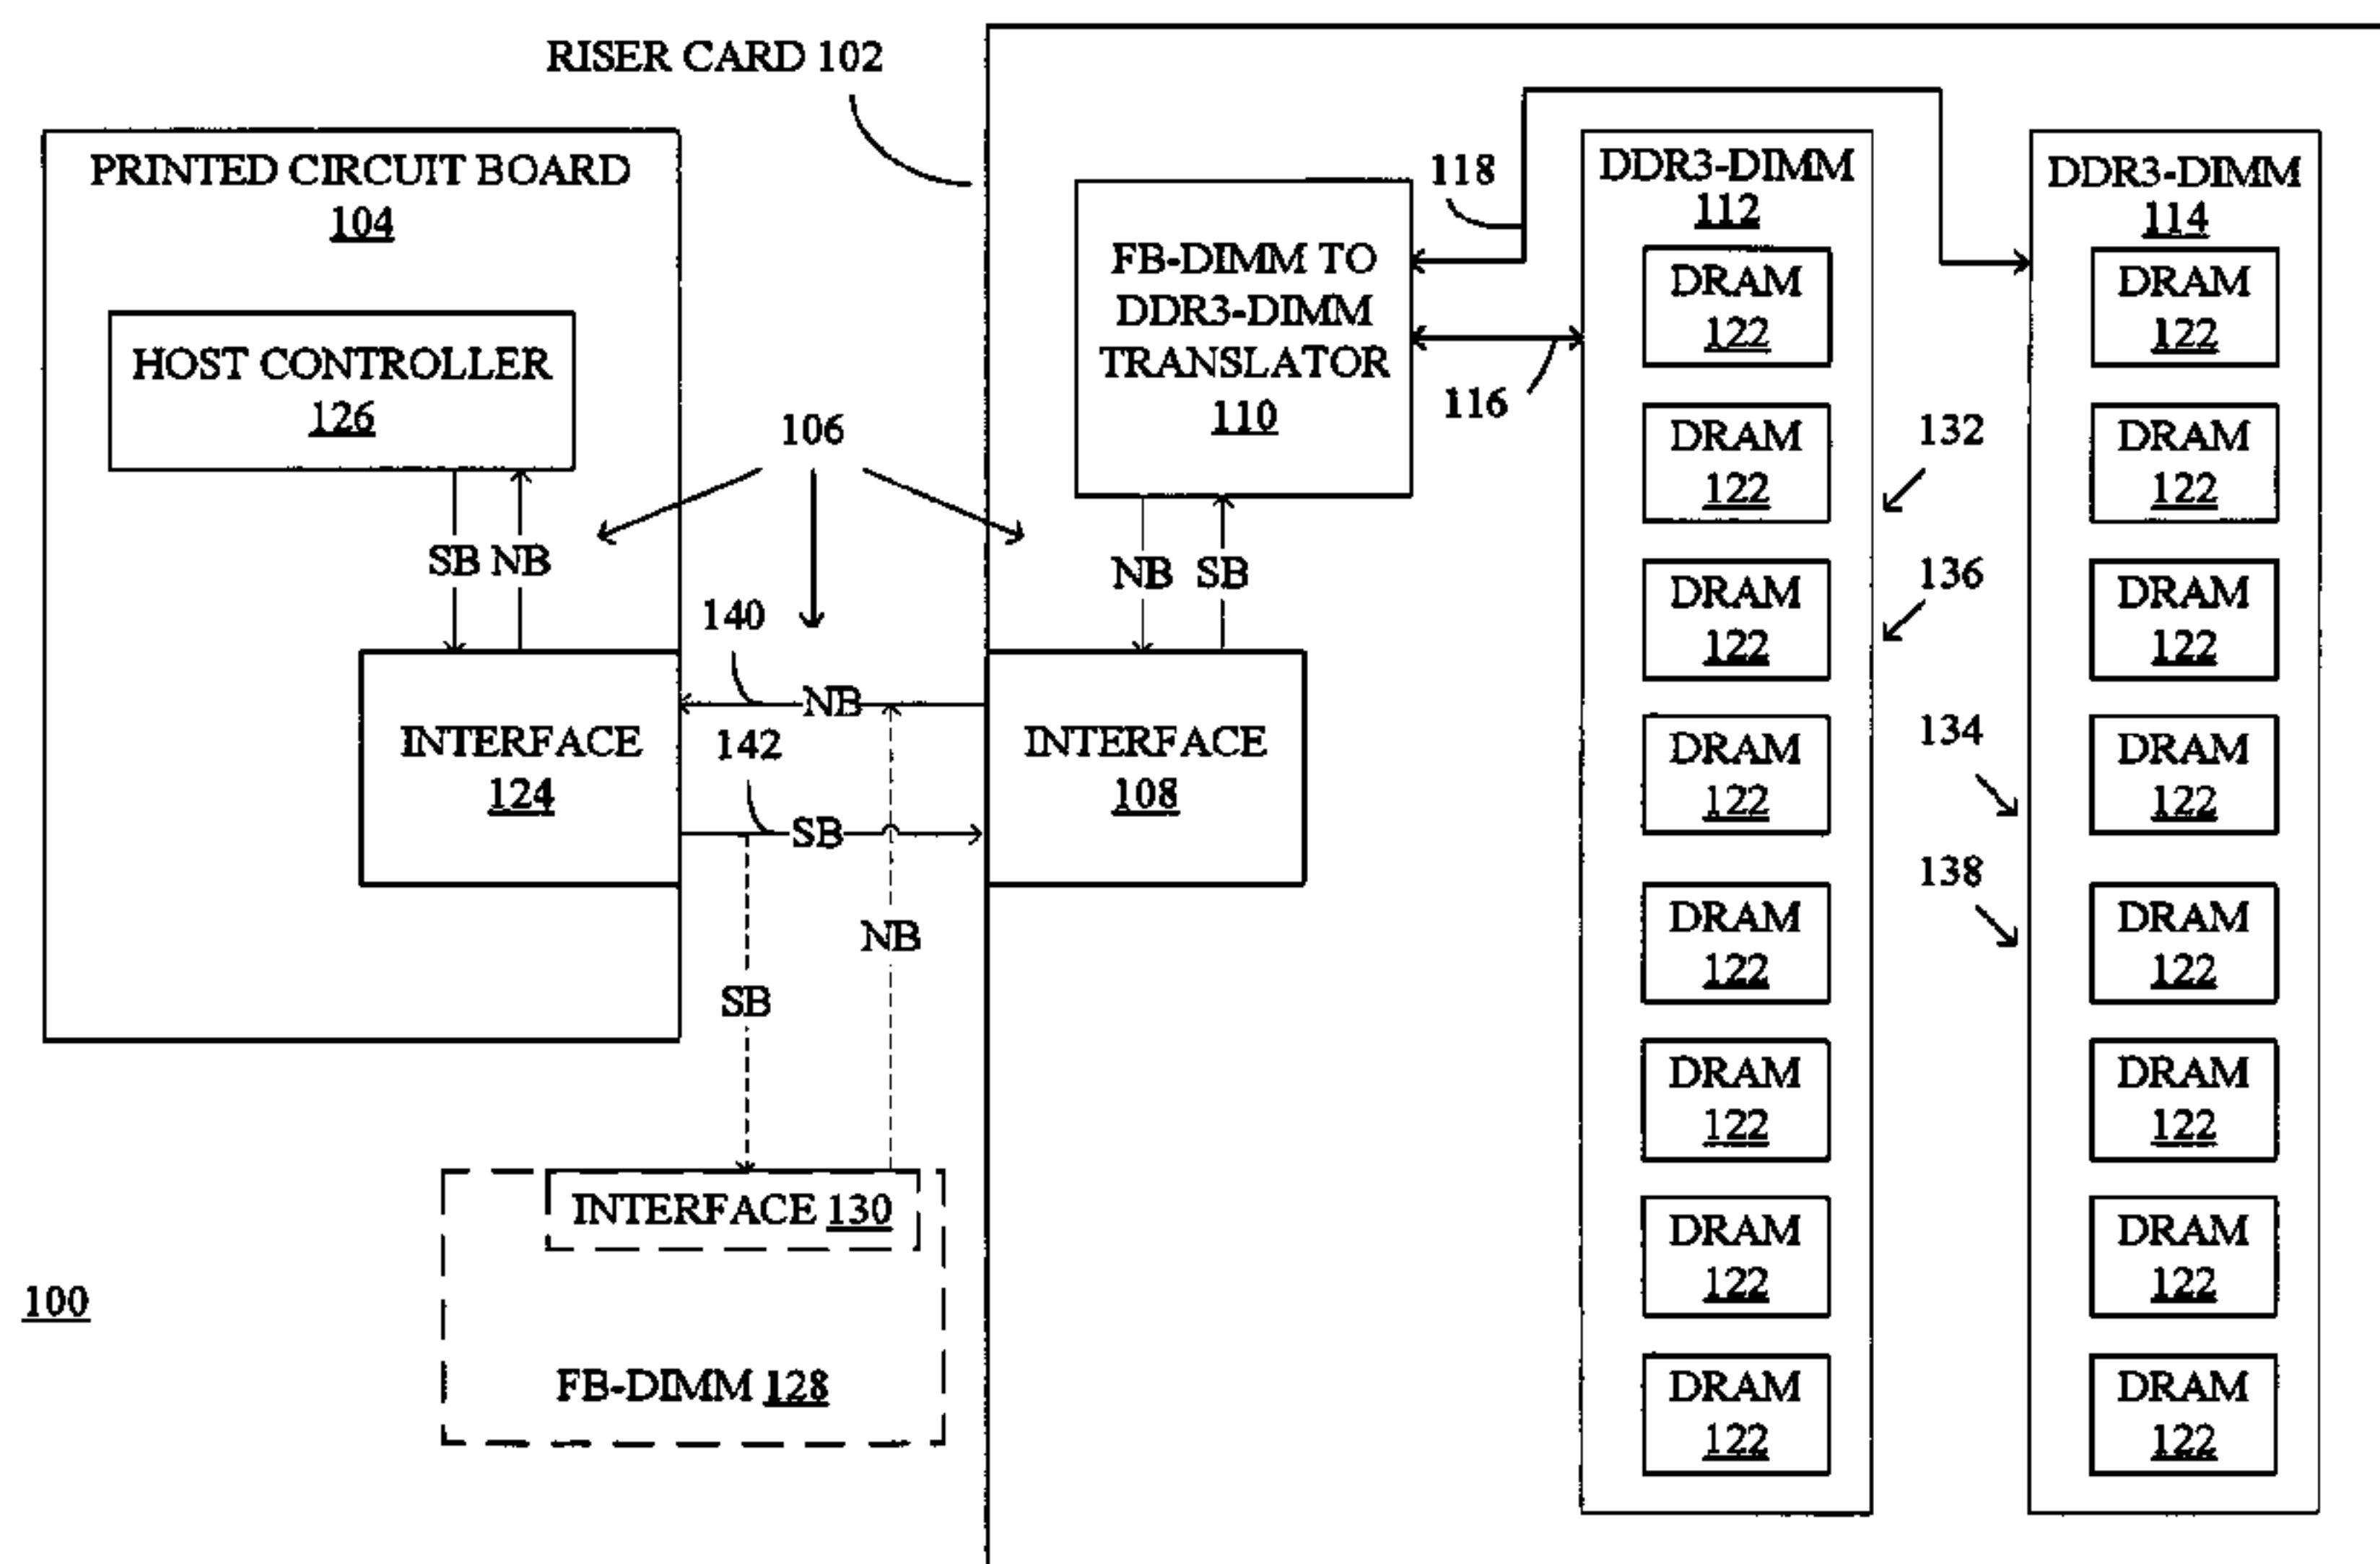 RISER CARD 102
PRINTED CIRCUIT BOARD
104
HOST CONTROLLER
126
SB NB
106
INTERFACE
124
140
NB
142
SB
SB
NB
INTERFACE 130
FB-DIMM 128
100
FB-DIMM TO
DDR3-DIMM
TRANSLATOR
110
NB SB
INTERFACE
108
118
116
DDR3-DIMM
112
DRAM
122
DRAM
122
DRAM
122
DRAM
122
DRAM
122
DRAM
122
DRAM
122
DRAM
122
132
136
134
138
DDR3-DIMM
114
DRAM
122
DRAM
122
DRAM
122
DRAM
122
DRAM
122
DRAM
122
DRAM
122
DRAM
122